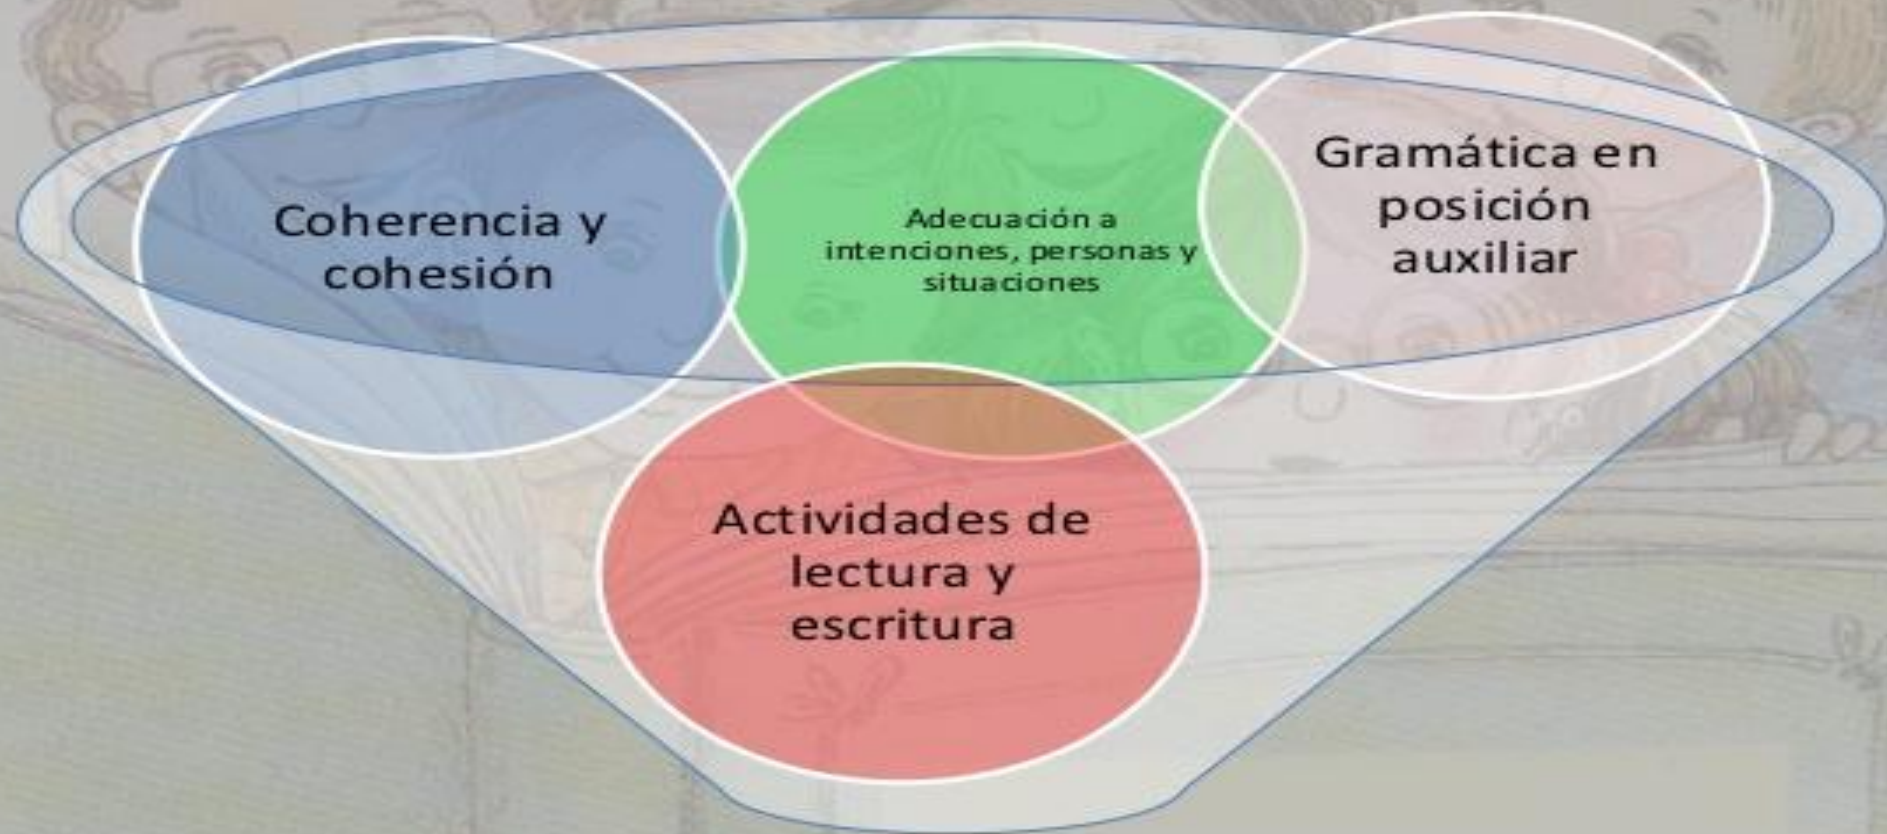 Coherencia y
cohesión
Adecuación a
intenciones, personas y
situaciones
Gramática en
posición
auxiliar
Actividades de
lectura y
escritura